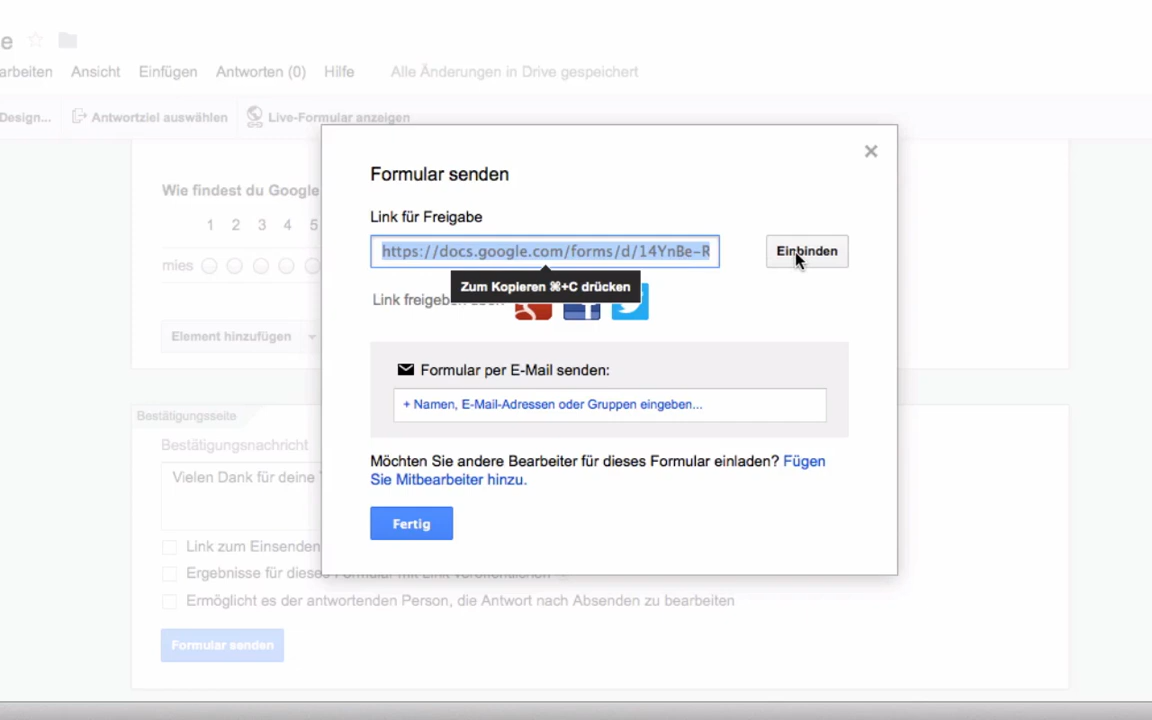 e
arbeiten Ansicht Einfügen Antworten (0) Hilfe Alle Änderungen in Drive gespeichert
Design... Antwortziel auswählen Live-Formular anzeigen
Formular senden
Wie findest du Google
Link für Freigabe
1 2 3 4 5
https://docs.google.com/forms/d/14YnBe-R Einbinden
mies
Zum Kopieren ⌘+C drücken
Link freigeben
Element hinzufügen
Formular per E-Mail senden:
+ Namen, E-Mail-Adressen oder Gruppen eingeben...
Bestätigungsseite
Bestätigungsnachricht
Möchten Sie andere Bearbeiter für dieses Formular einladen? Fügen
Sie Mitbearbeiter hinzu.
Vielen Dank für deine
Fertig
Link zum Einsenden
Ergebnisse für dieses Formular mit Link veröffentlichen
Ermöglicht es der antwortenden Person, die Antwort nach Absenden zu bearbeiten
Formular senden